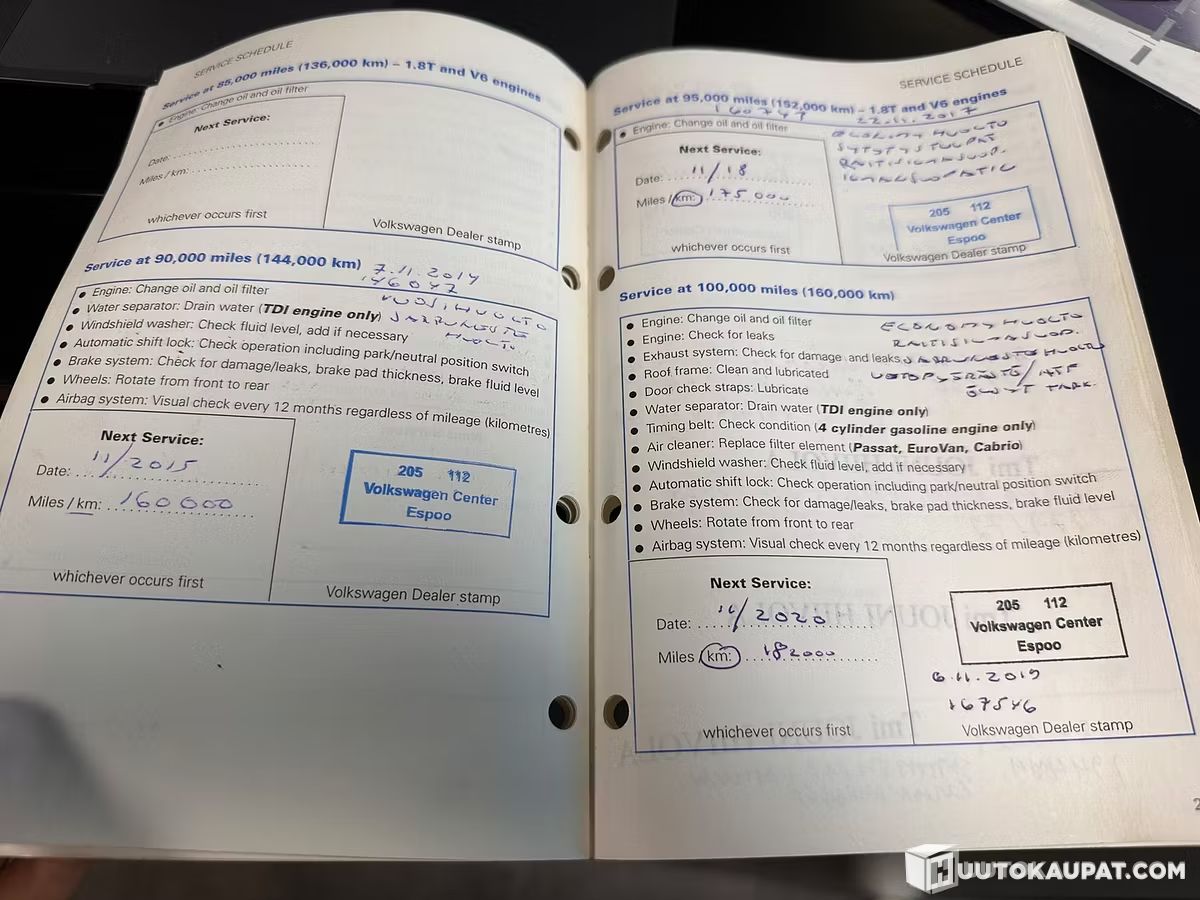 SERVICE SCHEDULE
Service at 85,000 miles (136,000 km) – 1.8T and V6 engines
• Engine: Change oil and oil filter
Next Service:
Date:
Miles / km:
whichever occurs first
Volkswagen Dealer stamp
Service at 90,000 miles (144,000 km)
7.11.2014
146047
• Engine: Change oil and oil filter
VUOSIHUOLTO
• Water separator: Drain water (TDI engine only)
JARRUNESTE
HUOLTO
• Windshield washer: Check fluid level, add if necessary
• Automatic shift lock: Check operation including park/neutral position switch
• Brake system: Check for damage/leaks, brake pad thickness, brake fluid level
• Wheels: Rotate from front to rear
• Airbag system: Visual check every 12 months regardless of mileage (kilometres)
Next Service:
Date: 11/2015
Miles / km: 160000
whichever occurs first
205 112
Volkswagen Center
Espoo
Volkswagen Dealer stamp
SERVICE SCHEDULE
Service at 95,000 miles (152,000 km) – 1.8T and V6 engines
160747 22.11.2017
• Engine: Change oil and oil filter
ECONOMY HUOLTO
SYTYTYSTULPAT
RAITISILMASUOD.
Next Service:
Date: 11/18
Miles / km: 175000
whichever occurs first
205 112
Volkswagen Center
Espoo
Volkswagen Dealer stamp
Service at 100,000 miles (160,000 km)
• Engine: Change oil and oil filter
ECONOMY HUOLTO
• Engine: Check for leaks
RAITISILMASUOD.
• Exhaust system: Check for damage and leaks
JARRUNESTE HUOLTO
• Roof frame: Clean and lubricated
• Door check straps: Lubricate
• Water separator: Drain water (TDI engine only)
• Timing belt: Check condition (4 cylinder gasoline engine only)
• Air cleaner: Replace filter element (Passat, EuroVan, Cabrio)
• Windshield washer: Check fluid level, add if necessary
• Automatic shift lock: Check operation including park/neutral position switch
• Brake system: Check for damage/leaks, brake pad thickness, brake fluid level
• Wheels: Rotate from front to rear
• Airbag system: Visual check every 12 months regardless of mileage (kilometres)
Next Service:
Date: 11/2020
Miles / km: 182000
whichever occurs first
205 112
Volkswagen Center
Espoo
6.11.2019
167546
Volkswagen Dealer stamp
2
HUUTOKAUPAT.COM